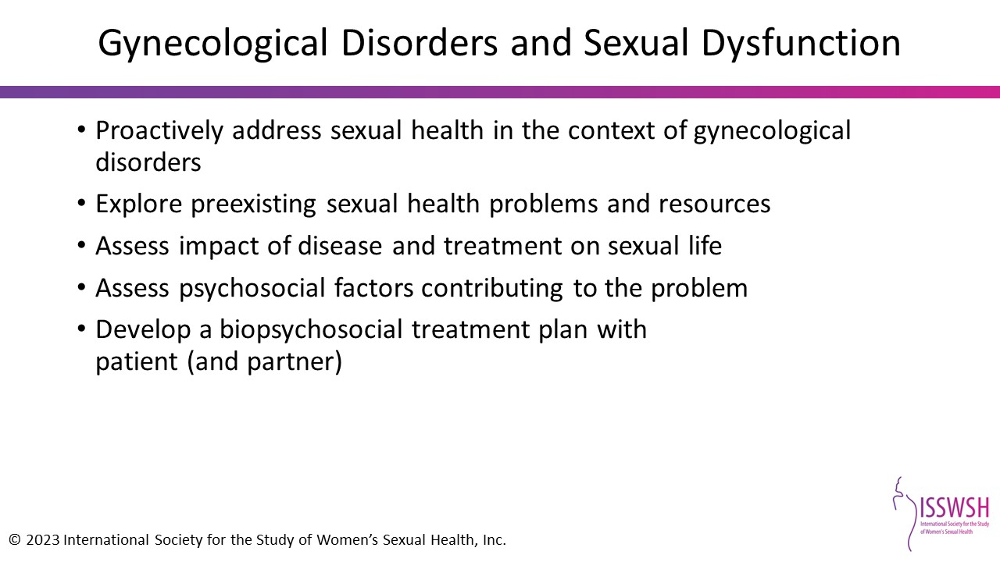 Gynecological Disorders and Sexual Dysfunction
• Proactively address sexual health in the context of gynecological
disorders
• Explore preexisting sexual health problems and resources
• Assess impact of disease and treatment on sexual life
• Assess psychosocial factors contributing to the problem
• Develop a biopsychosocial treatment plan with
patient (and partner)
ISSWSH
International Society for the Study
of Women's Sexual Health
© 2023 International Society for the Study of Women’s Sexual Health, Inc.